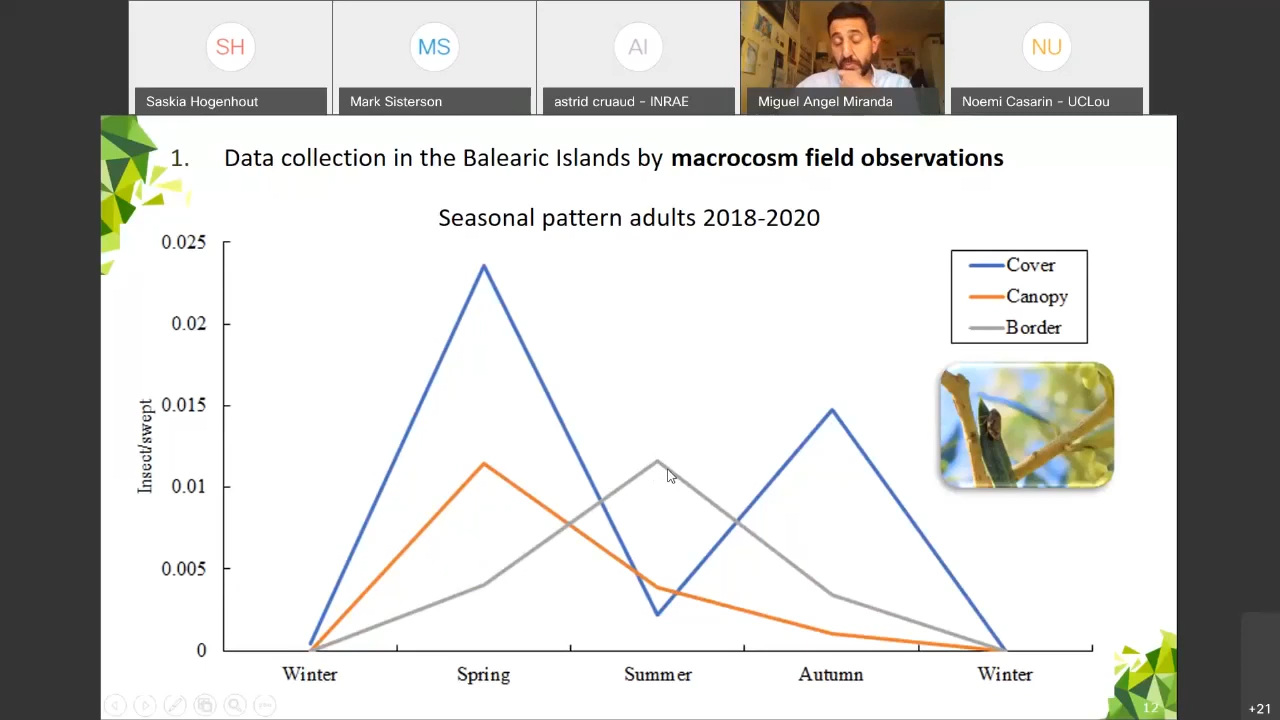 SH
MS
AI
NU
Saskia Hogenhout
Mark Sisterson
astrid cruaud - INRAE
Miguel Angel Miranda
Noemi Casarin - UCLou
1. Data collection in the Balearic Islands by macrocosm field observations
Seasonal pattern adults 2018-2020
Insect/swept
0.025
0.02
0.015
0.01
0.005
0
Cover
Canopy
Border
Winter
Spring
Summer
Autumn
Winter
12
+21